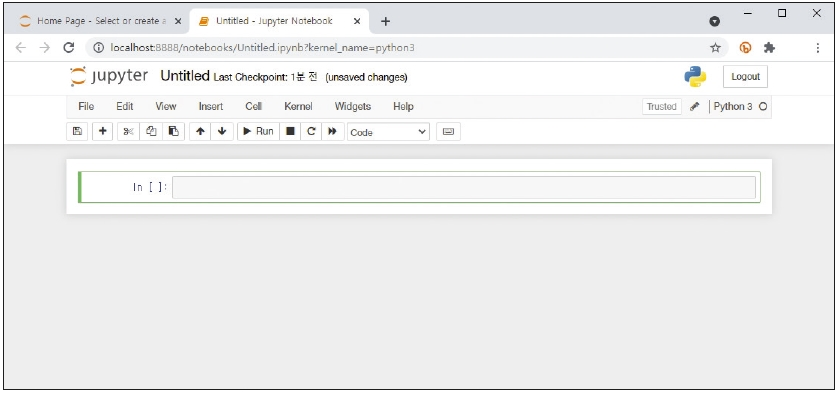 Home Page - Select or create a
Untitled - Jupyter Notebook
localhost:8888/notebooks/Untitled.ipynb?kernel_name=python3
jupyter Untitled Last Checkpoint: 1분 전 (unsaved changes)
Logout
File Edit View Insert Cell Kernel Widgets Help
Trusted
Python 3
Run
Code
In [ ]: